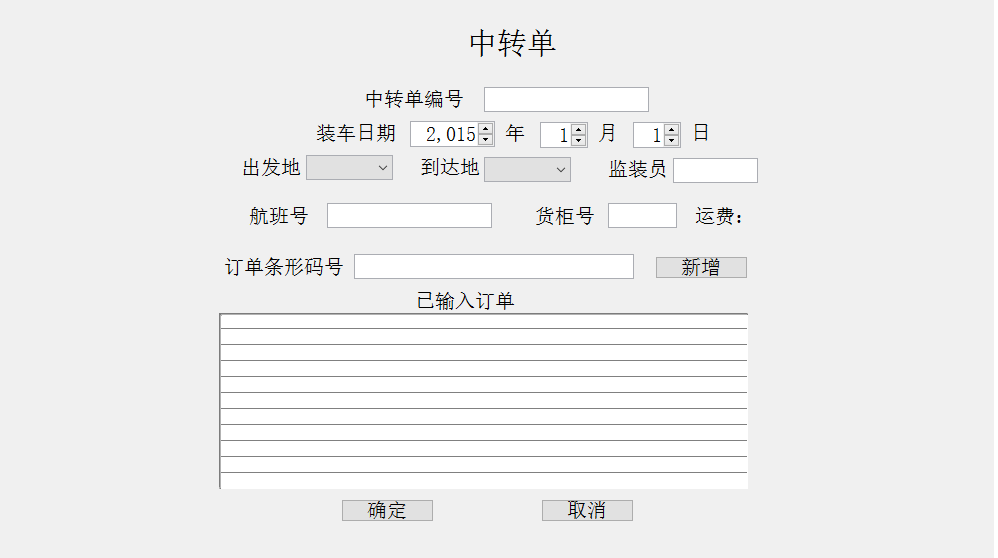 中转单
中转单编号
装车日期 2,015 年 1 月 1 日
出发地 到达地 监装员
航班号 货柜号 运费：
订单条形码号 新增
已输入订单
确定 取消